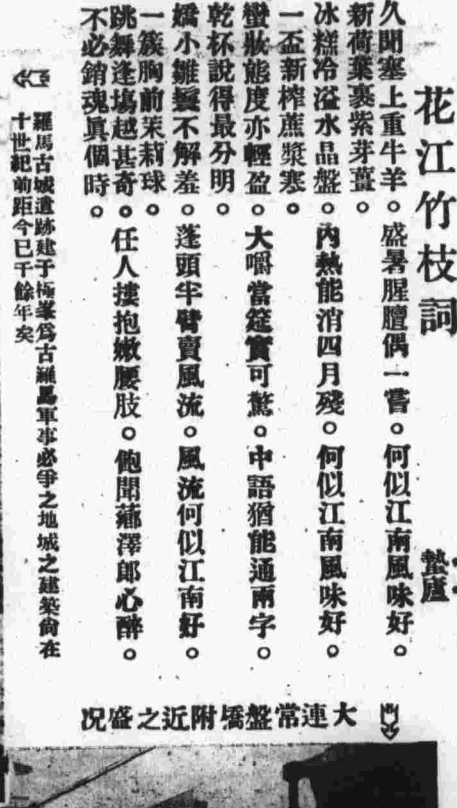 花江竹枝詞
蟄廬
久聞塞上重牛羊。盛暑腥膻偶一嘗。何似江南風味好。
新荷葉裹紫芽薑。
冰糕冷溢水晶盤。內熱能消四月殘。何似江南風味好。
一盃新榨蔗漿寒。
蠻妝態度亦輕盈。大嚼當筵實可驚。中語猶能通兩字。
乾杯說得最分明。
嬌小雛鬟不解羞。蓬頭半臂賣風流。風流何似江南好。
一簇胸前茉莉球。
跳舞逢場越甚奇。任人摟抱嫩腰肢。飽聞薌澤郎心醉。
不必銷魂眞個時。
羅馬古城遺跡建于極峯爲古羅馬軍事必爭之地城之建築尙在
十世紀前距今已千餘年矣
大連常盤橋附近之盛況